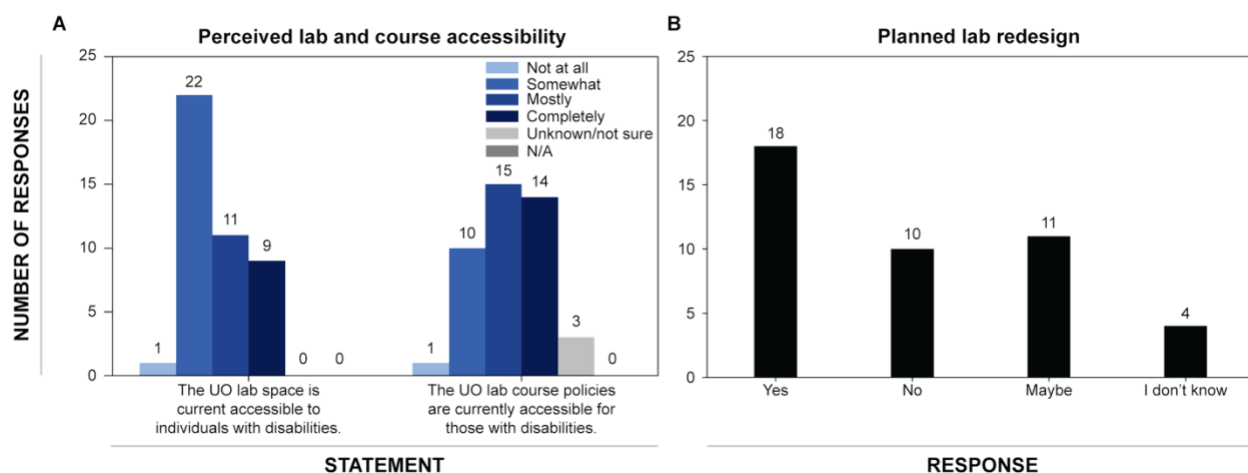 A
Perceived lab and course accessibility
NUMBER OF RESPONSES
25
20
15
10
5
0
Not at all
Somewhat
Mostly
Completely
Unknown/not sure
N/A
1
22
11
9
0
0
1
10
15
14
3
0
The UO lab space is
current accessible to
individuals with disabilities.
The UO lab course policies
are currently accessible for
those with disabilities.
STATEMENT
B
Planned lab redesign
25
20
15
10
5
0
18
10
11
4
Yes
No
Maybe
I don't know
RESPONSE